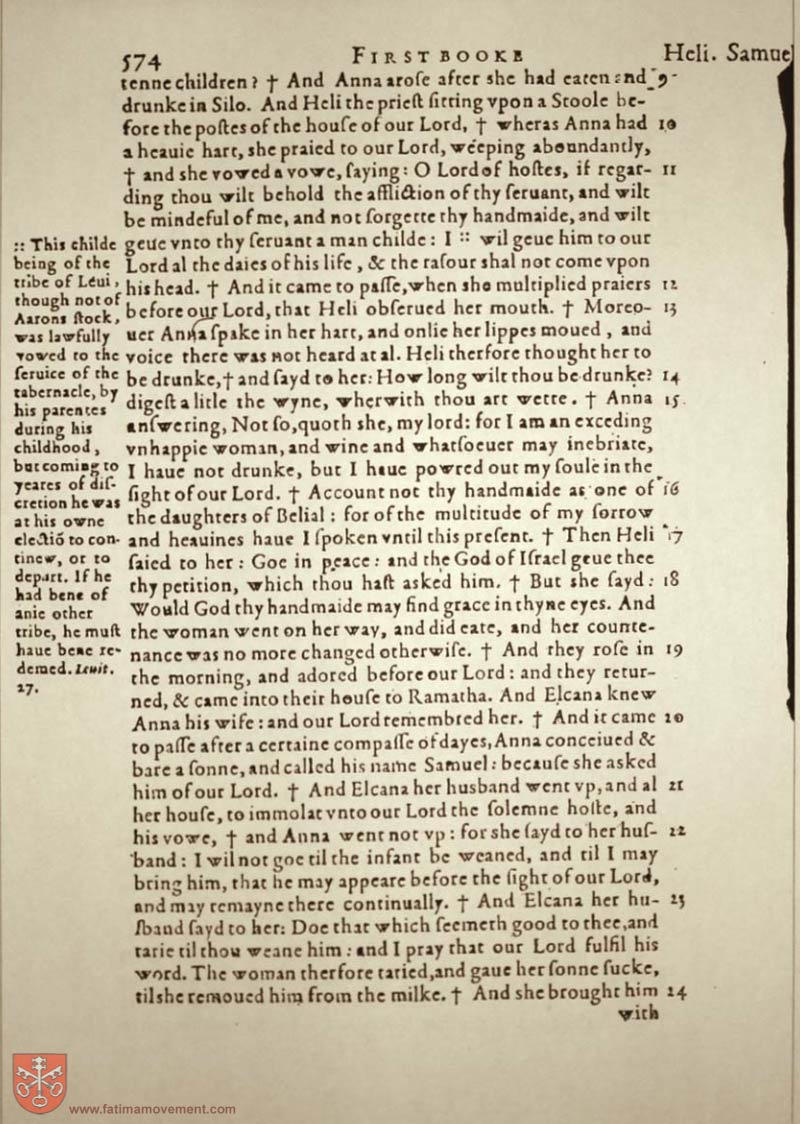 574 FIRST BOOKE Heli. Samuel
tenne children? † And Anna arose after she had eaten and 9
drunke in Silo. And Heli the priest sitting vpon a Stoole be-
fore the postes of the house of our Lord, † wheras Anna had 10
a heauie hart, she praied to our Lord, weeping aboundantly,
† and she vowed a vowe, saying: O Lord of hostes, if regar- 11
ding thou wilt behold the affliction of thy seruant, and wilt
be mindeful of me, and not forgette thy handmaide, and wilt
geue vnto thy seruant a man childe: I :: wil geue him to our
Lord al the daies of his life, & the rasour shal not come vpon
his head. † And it came to passe, when she multiplied praiers 12
before our Lord, that Heli obserued her mouth. † Moreo- 13
uer Anna spake in her hart, and onlie her lippes moued, and
voice there was not heard at al. Heli therfore thought her to
be drunke, † and sayd to her: How long wilt thou be drunke? 14
digest a litle the wyne, wherwith thou art wette. † Anna 15
answering, Not so, quoth she, my lord: for I am an exceding
vnhappie woman, and wine and whatsoeuer may inebriate,
I haue not drunke, but I haue powred out my soule in the
sight of our Lord. † Account not thy handmaide as one of 16
the daughters of Belial: for of the multitude of my sorrow
and heauines haue I spoken vntil this present. † Then Heli 17
saied to her: Goe in peace: and the God of Israel geue thee
thy petition, which thou hast asked him. † But she sayd: 18
Would God thy handmaide may find grace in thyne eyes. And
the woman went on her way, and did eate, and her counte-
nance was no more changed otherwise. † And they rose in 19
the morning, and adored before our Lord: and they retur-
ned, & came into their house to Ramatha. And Elcana knew
Anna his wife: and our Lord remembred her. † And it came 20
to passe after a certaine compasse of dayes, Anna conceiued &
bare a sonne, and called his name Samuel: because she asked
him of our Lord. † And Elcana her husband went vp, and al 21
her house, to immolat vnto our Lord the solemne hoste, and
his vowe, † and Anna went not vp: for she sayd to her hus- 22
band: I wil not goe til the infant be weaned, and til I may
bring him, that he may appeare before the sight of our Lord,
and may remayne there continually. † And Elcana her hu- 23
sband sayd to her: Doe that which seemeth good to thee, and
tarie til thou weane him: and I pray that our Lord fulfil his
word. The woman therfore taried, and gaue her sonne sucke,
til she remoued him from the milke. † And she brought him 24
with
:: This childe
being of the
tribe of Leui,
though not of
Aarons stock,
was lawfully
vowed to the
seruice of the
tabernacle, by
his parentes
during his
childhood,
but coming to
yeares of dis-
cretion he was
at his owne
electiō to con-
tinew, or to
depart. If he
had bene of
anie other
tribe, he must
haue bene re-
demed. Leuit.
27.
www.fatimamovement.com